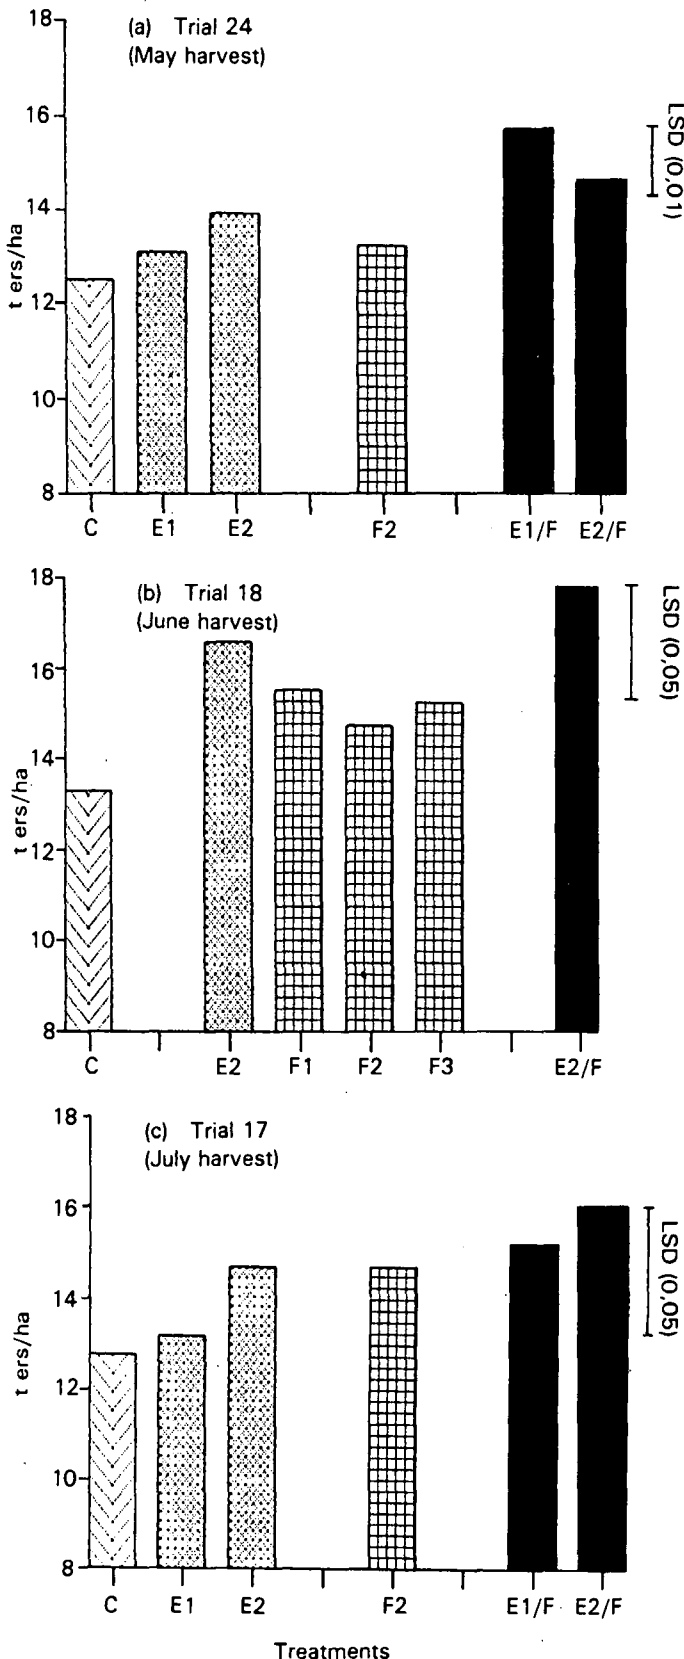 (a) Trial 24
(May harvest)
18
16
14
12
10
8
t ers/ha
C E1 E2 F2 E1/F E2/F
LSD (0,01)
(b) Trial 18
(June harvest)
18
16
14
12
10
8
t ers/ha
C E2 F1 F2 F3 E2/F
LSD (0,05)
(c) Trial 17
(July harvest)
18
16
14
12
10
8
t ers/ha
C E1 E2 F2 E1/F E2/F
LSD (0,05)
Treatments